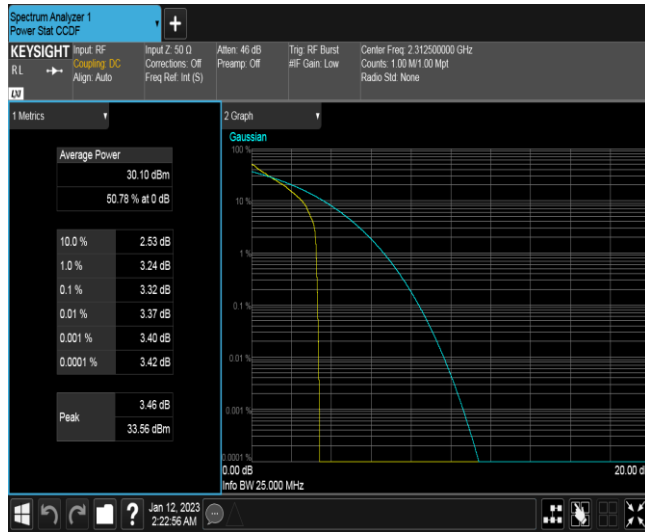 Spectrum Analyzer 1
Power Stat CCDF
+
KEYSIGHT
Input: RF
Coupling: DC
Align: Auto
Input Z: 50 Ω
Corrections: Off
Freq Ref: Int (S)
Atten: 46 dB
Preamp: Off
Trig: RF Burst
#IF Gain: Low
Center Freq: 2.312500000 GHz
Counts: 1.00 M/1.00 Mpt
Radio Std: None
R L
LXI
1 Metrics
Average Power
30.10 dBm
50.78 % at 0 dB
10.0 % 2.53 dB
1.0 % 3.24 dB
0.1 % 3.32 dB
0.01 % 3.37 dB
0.001 % 3.40 dB
0.0001 % 3.42 dB
Peak
3.46 dB
33.56 dBm
2 Graph
Gaussian
100 %
10 %
1 %
0.1 %
0.01 %
0.001 %
0.0001 %
0.00 dB
20.00 d
Info BW 25.000 MHz
?
Jan 12, 2023
2:22:56 AM